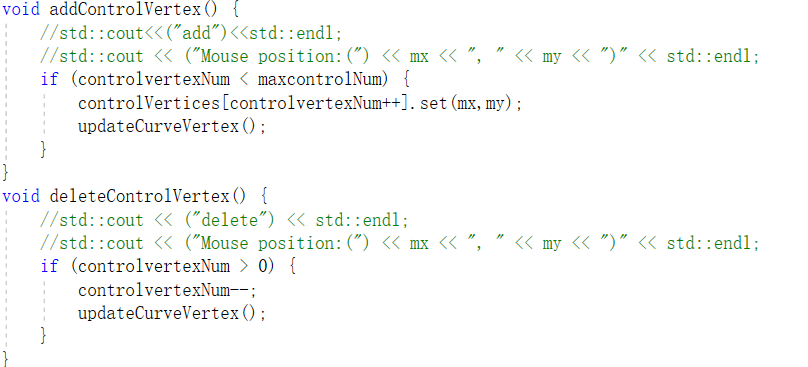 void addControlVertex() {
    //std::cout<<("add")<<std::endl;
    //std::cout << ("Mouse position:(") << mx << ", " << my << ")" << std::endl;
    if (controlvertexNum < maxcontrolNum) {
        controlVertices[controlvertexNum++].set(mx,my);
        updateCurveVertex();
    }
}
void deleteControlVertex() {
    //std::cout << ("delete") << std::endl;
    //std::cout << ("Mouse position:(") << mx << ", " << my << ")" << std::endl;
    if (controlvertexNum > 0) {
        controlvertexNum--;
        updateCurveVertex();
    }
}